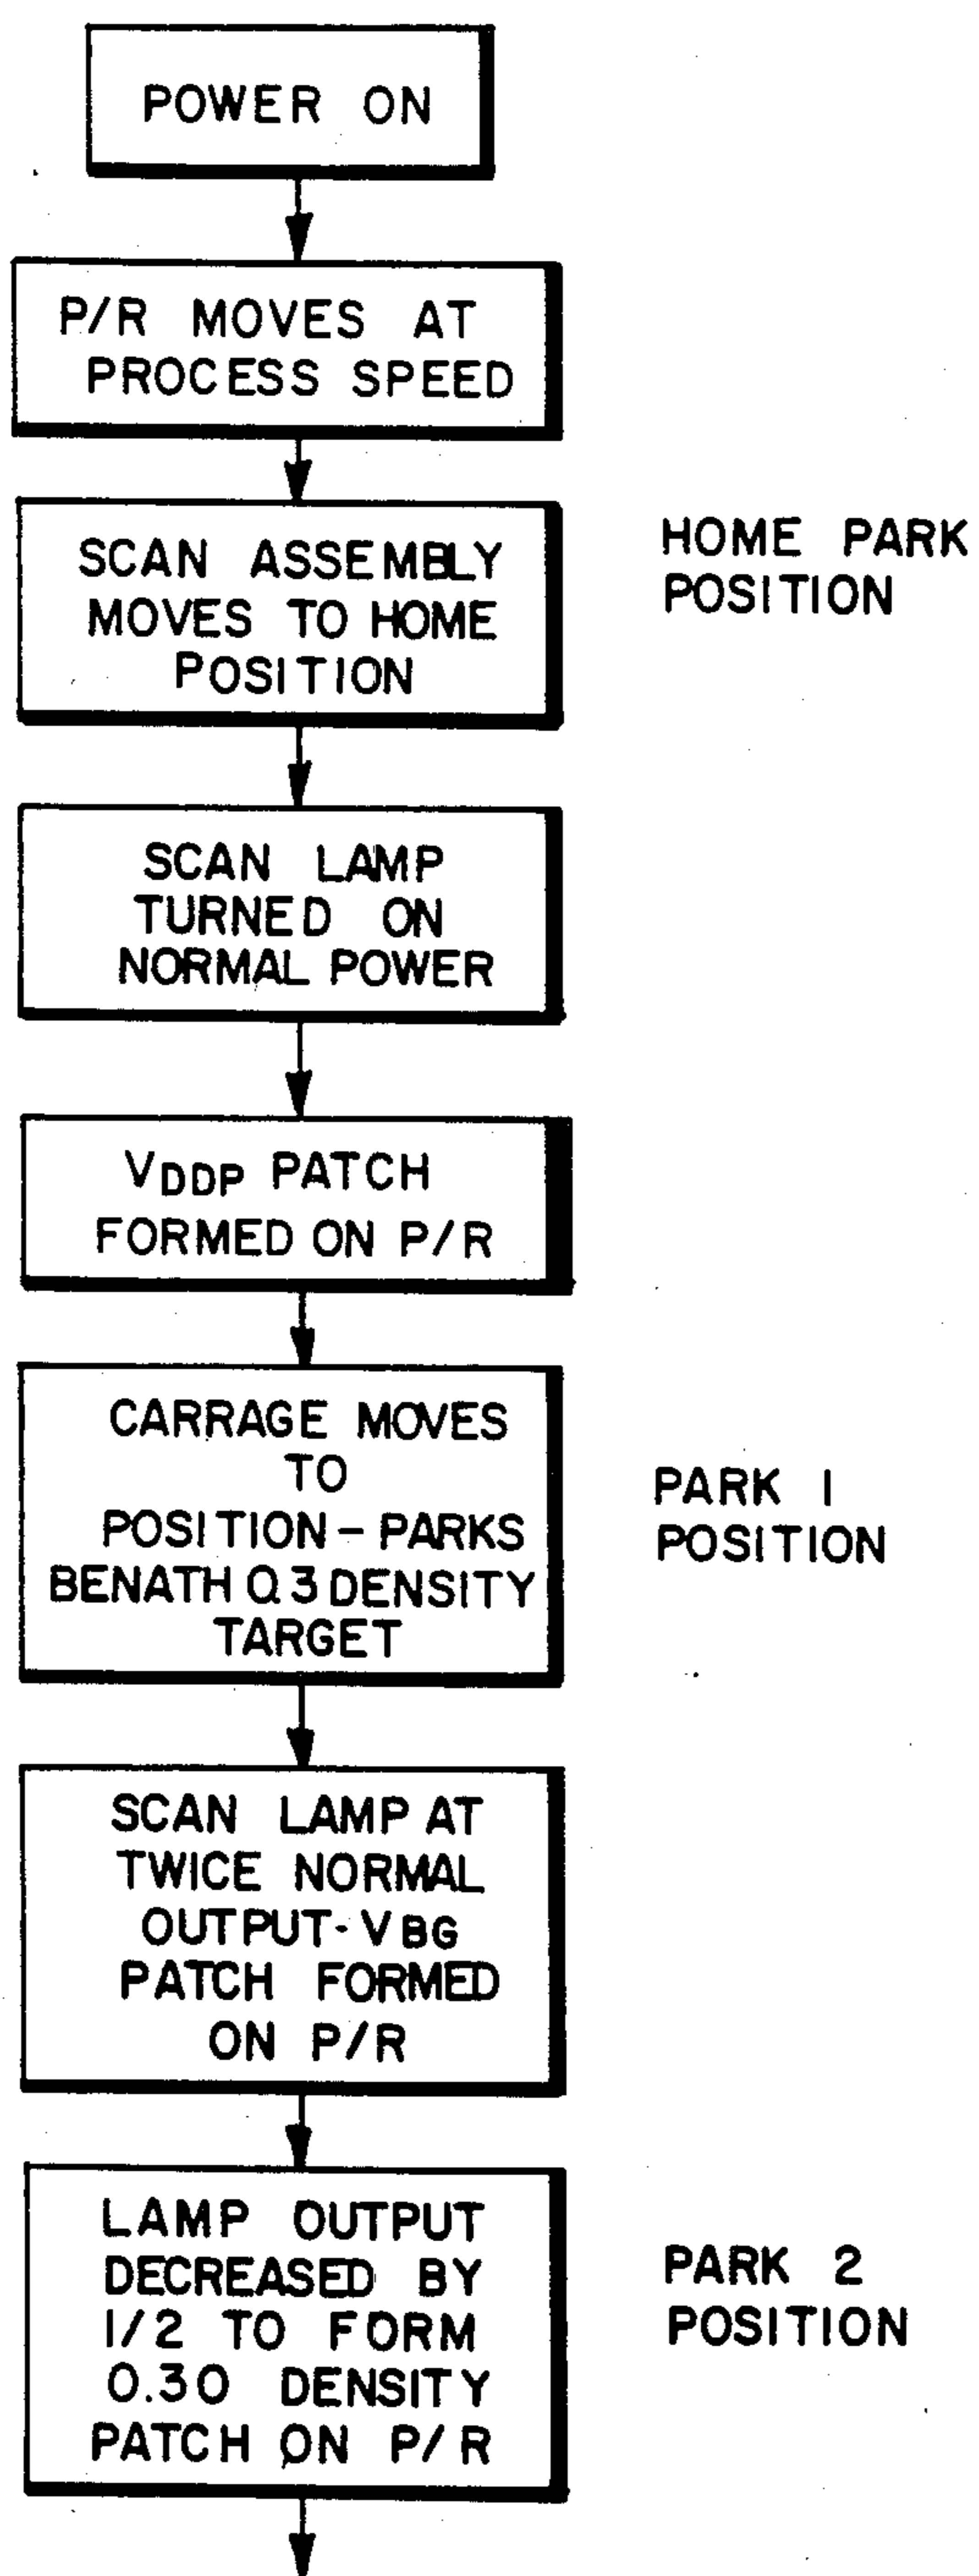 POWER ON
P/R MOVES AT
PROCESS SPEED
SCAN ASSEMBLY
MOVES TO HOME
POSITION
HOME PARK
POSITION
SCAN LAMP
TURNED ON
NORMAL POWER
VDDP PATCH
FORMED ON P/R
CARRAGE MOVES
TO
POSITION - PARKS
BENATH 0.3 DENSITY
TARGET
PARK 1
POSITION
SCAN LAMP AT
TWICE NORMAL
OUTPUT - VBG
PATCH FORMED
ON P/R
LAMP OUTPUT
DECREASED BY
1/2 TO FORM
0.30 DENSITY
PATCH ON P/R
PARK 2
POSITION